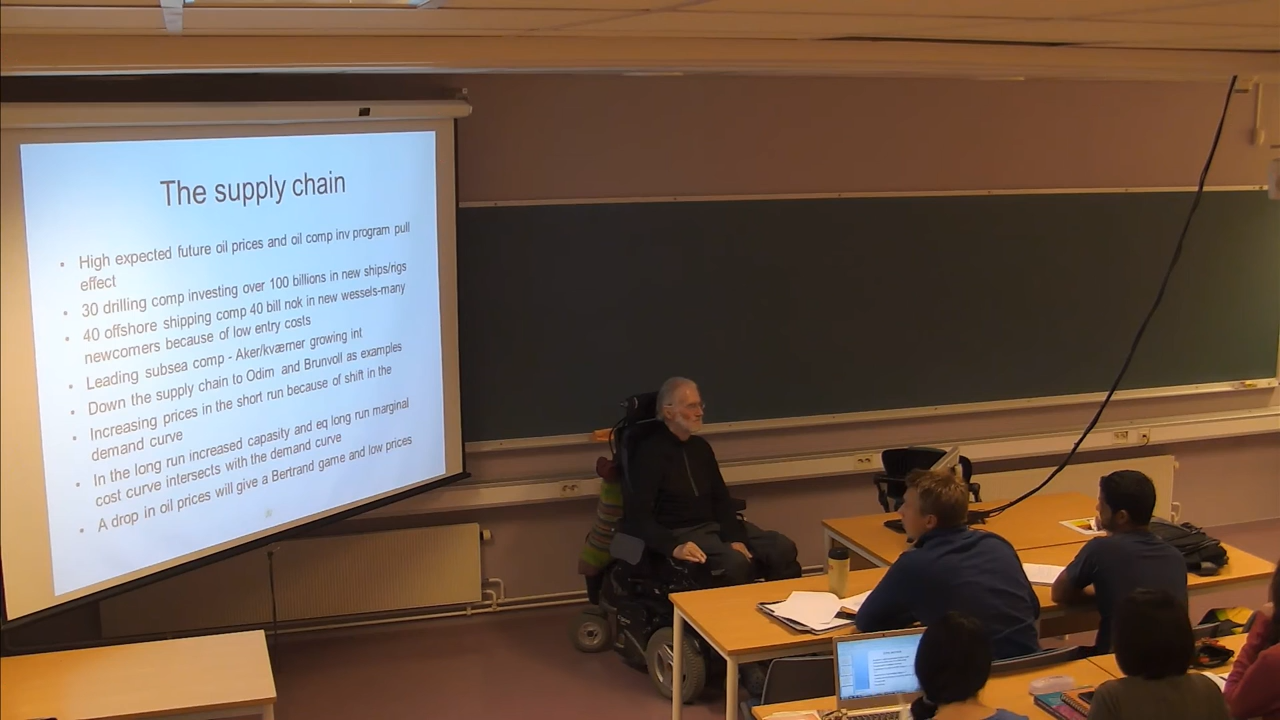 The supply chain
• High expected future oil prices and oil comp inv program pull
effect
• 30 drilling comp investing over 100 billions in new ships/rigs
• 40 offshore shipping comp 40 bill nok in new wessels-many
newcomers because of low entry costs
• Leading subsea comp - Aker/kværner growing int
• Down the supply chain to Odim and Brunvoll as examples
• Increasing prices in the short run because of shift in the
demand curve
• In the long run increased capasity and eq long run marginal
cost curve intersects with the demand curve
• A drop in oil prices will give a Bertrand game and low prices